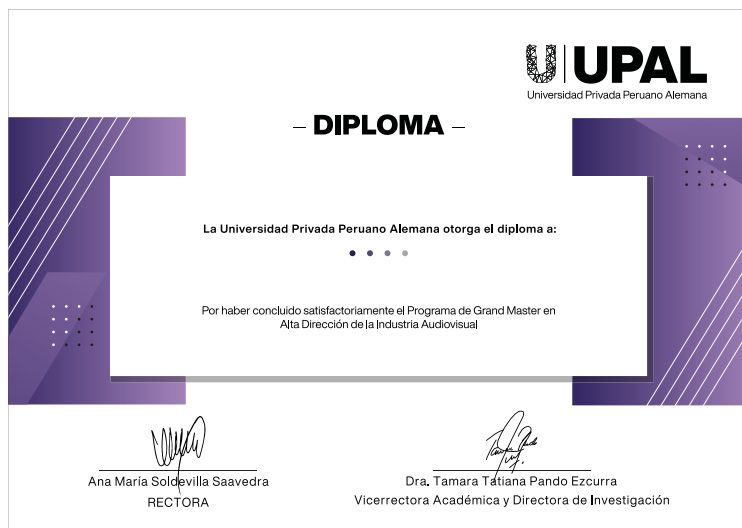 UPAL
Universidad Privada Peruano Alemana
– DIPLOMA –
La Universidad Privada Peruano Alemana otorga el diploma a:
Por haber concluido satisfactoriamente el Programa de Grand Master en
Alta Dirección de la Industria Audiovisual
Ana María Soldevilla Saavedra
RECTORA
Dra. Tamara Tatiana Pando Ezcurra
Vicerrectora Académica y Directora de Investigación